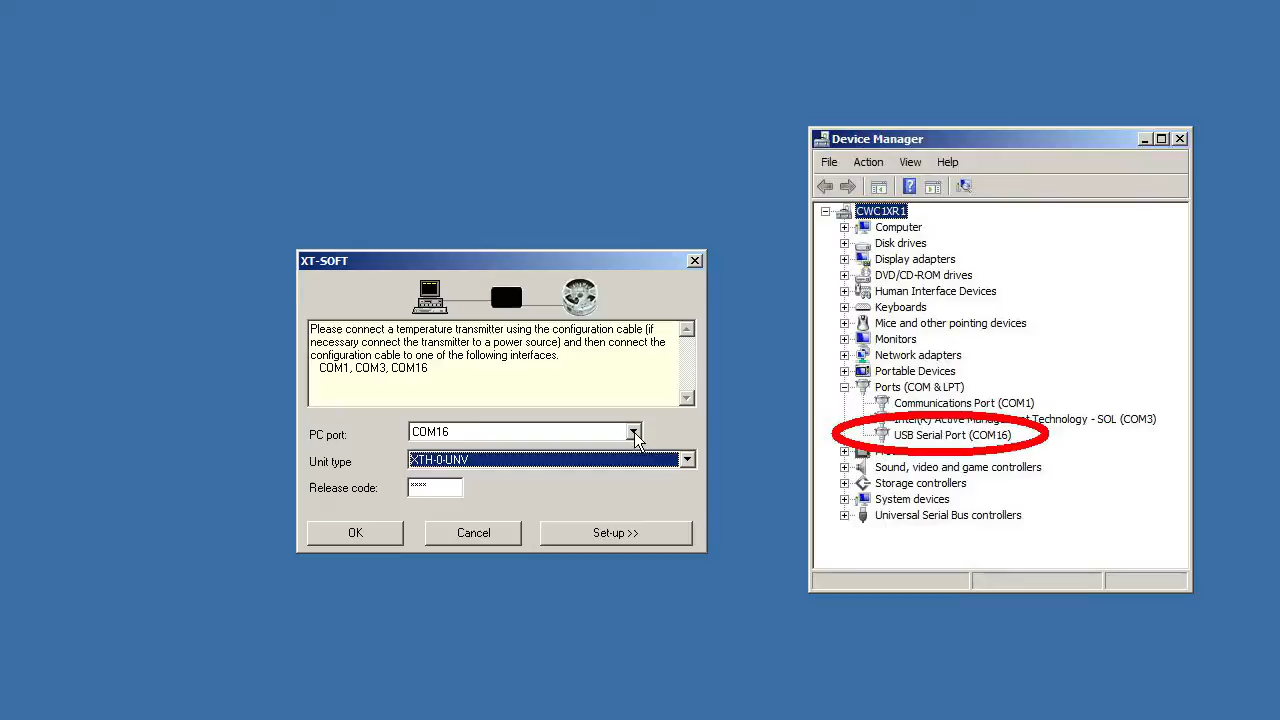 XT-SOFT
Please connect a temperature transmitter using the configuration cable (if
necessary connect the transmitter to a power source) and then connect the
configuration cable to one of the following interfaces.
COM1, COM3, COM16
PC port:
COM16
Unit type
XTH-0-UNV
Release code:
****
OK
Cancel
Set-up >>
Device Manager
File
Action
View
Help
CWC1XR1
Computer
Disk drives
Display adapters
DVD/CD-ROM drives
Human Interface Devices
Keyboards
Mice and other pointing devices
Monitors
Network adapters
Portable Devices
Ports (COM & LPT)
Communications Port (COM1)
Intel(R) Active Management Technology - SOL (COM3)
USB Serial Port (COM16)
Sound, video and game controllers
Storage controllers
System devices
Universal Serial Bus controllers